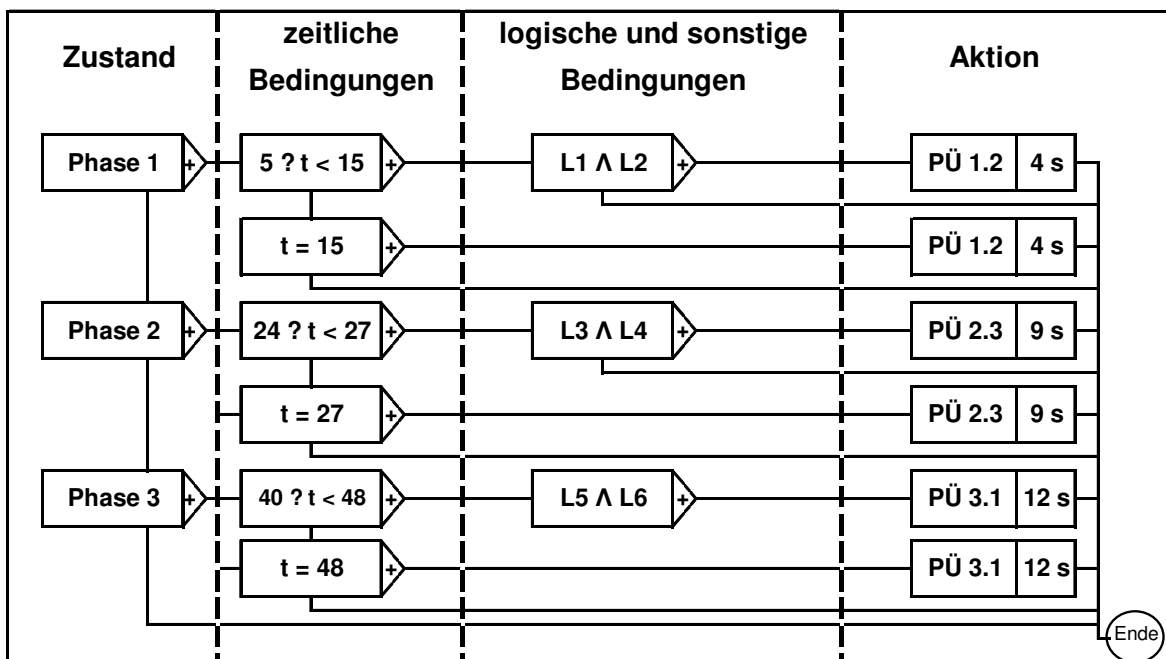 Zustand
zeitliche
Bedingungen
logische und sonstige
Bedingungen
Aktion
Phase 1 + 5 ? t < 15 + L1 Λ L2 + PÜ 1.2 4 s
t = 15 + PÜ 1.2 4 s
Phase 2 + 24 ? t < 27 + L3 Λ L4 + PÜ 2.3 9 s
t = 27 + PÜ 2.3 9 s
Phase 3 + 40 ? t < 48 + L5 Λ L6 + PÜ 3.1 12 s
t = 48 + PÜ 3.1 12 s
Ende